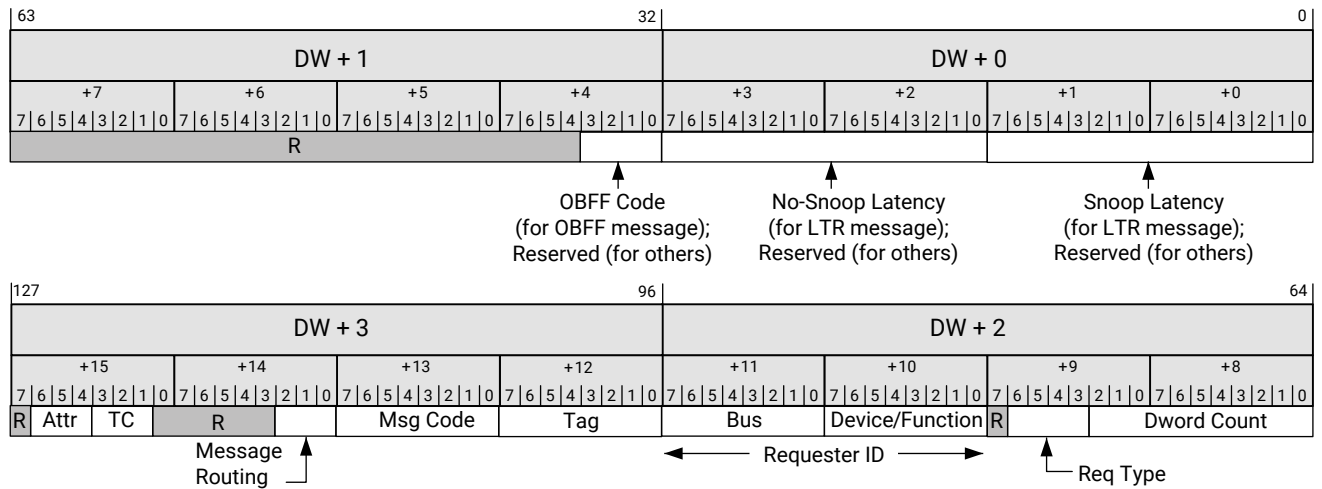 63 32 0
DW + 1 DW + 0
+7 +6 +5 +4 +3 +2 +1 +0
7 6 5 4 3 2 1 0 7 6 5 4 3 2 1 0 7 6 5 4 3 2 1 0 7 6 5 4 3 2 1 0 7 6 5 4 3 2 1 0 7 6 5 4 3 2 1 0 7 6 5 4 3 2 1 0 7 6 5 4 3 2 1 0
R
OBFF Code No-Snoop Latency Snoop Latency
(for OBFF message); (for LTR message); (for LTR message);
Reserved (for others) Reserved (for others) Reserved (for others)
127 96 64
DW + 3 DW + 2
+15 +14 +13 +12 +11 +10 +9 +8
7 6 5 4 3 2 1 0 7 6 5 4 3 2 1 0 7 6 5 4 3 2 1 0 7 6 5 4 3 2 1 0 7 6 5 4 3 2 1 0 7 6 5 4 3 2 1 0 7 6 5 4 3 2 1 0 7 6 5 4 3 2 1 0
R Attr TC R Msg Code Tag Bus Device/Function R Dword Count
Message Requester ID
Routing Req Type